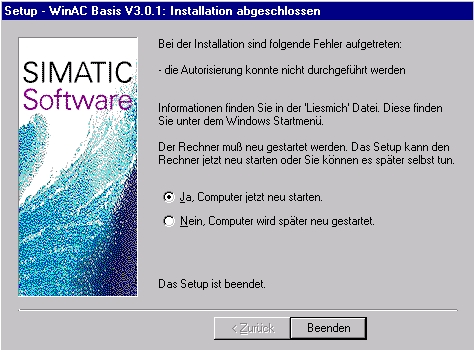 Setup - WinAC Basis V3.0.1: Installation abgeschlossen
SIMATIC
Software
Bei der Installation sind folgende Fehler aufgetreten:
- die Autorisierung konnte nicht durchgeführt werden
Informationen finden Sie in der 'Liesmich' Datei. Diese finden
Sie unter dem Windows Startmenü.
Der Rechner muß neu gestartet werden. Das Setup kann den
Rechner jetzt neu starten oder Sie können es später selbst tun.
Ja, Computer jetzt neu starten.
Nein, Computer wird später neu gestartet.
Das Setup ist beendet.
< Zurück
Beenden